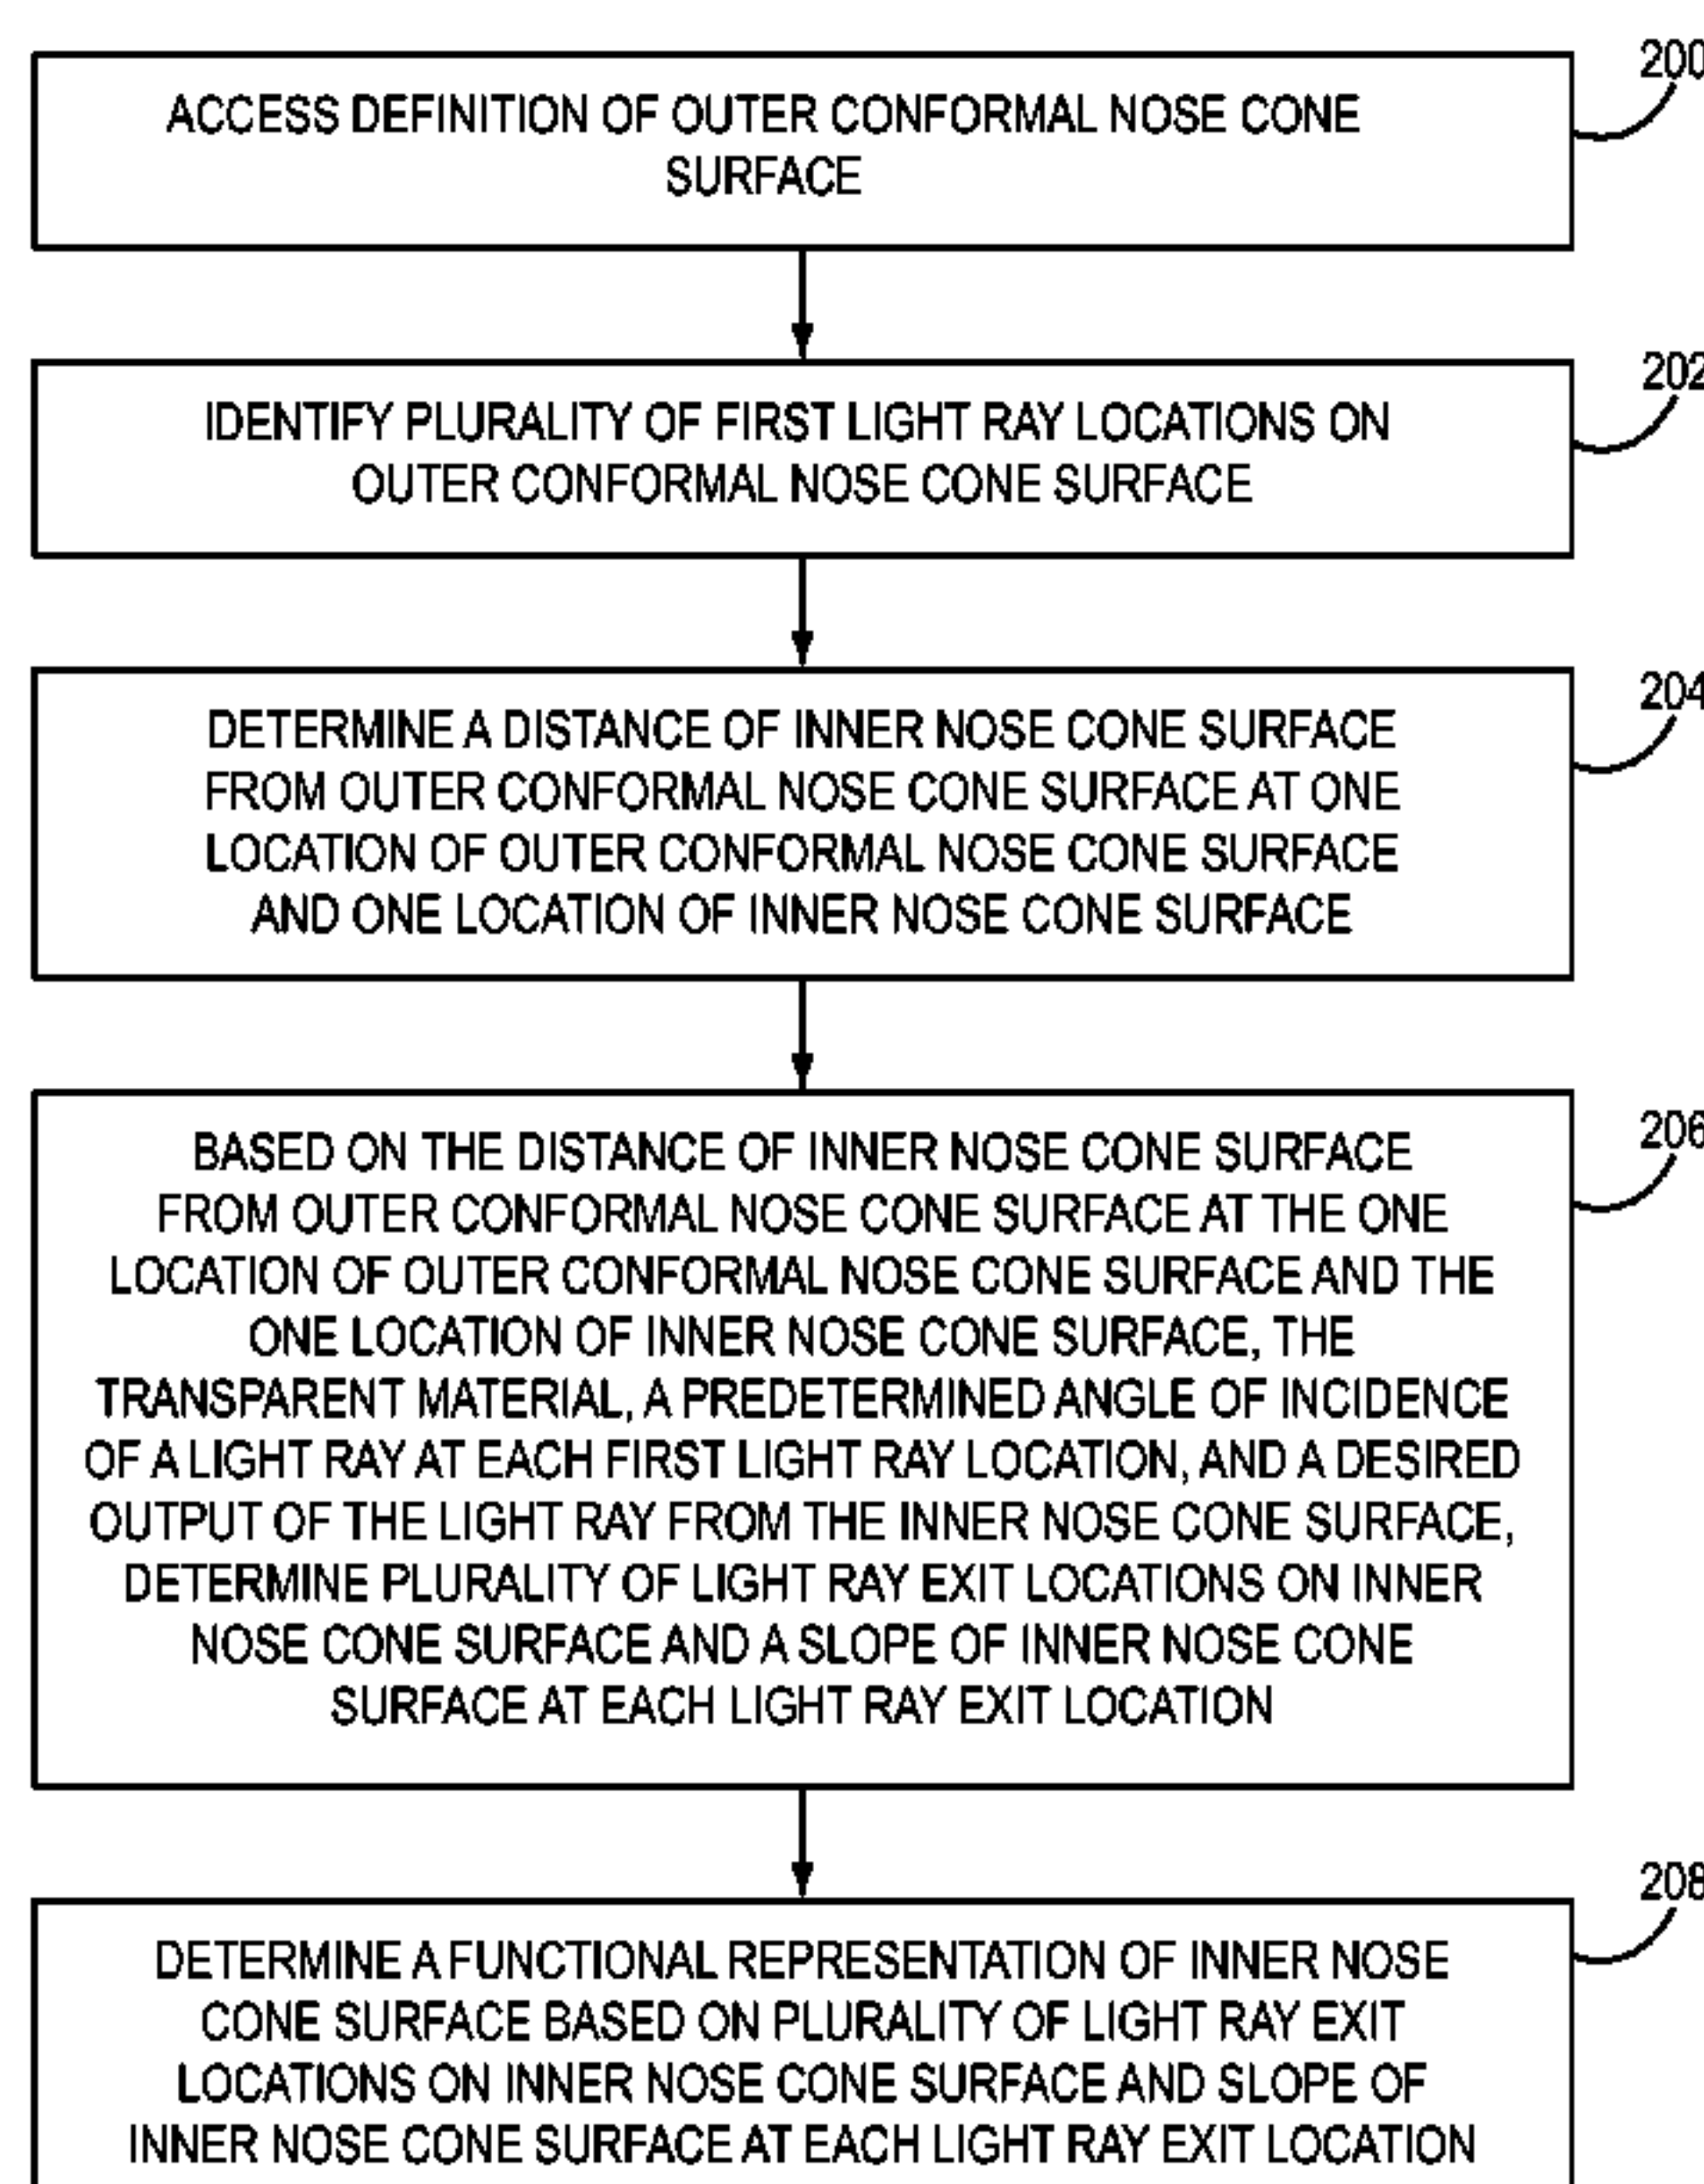 200
ACCESS DEFINITION OF OUTER CONFORMAL NOSE CONE
SURFACE
202
IDENTIFY PLURALITY OF FIRST LIGHT RAY LOCATIONS ON
OUTER CONFORMAL NOSE CONE SURFACE
204
DETERMINE A DISTANCE OF INNER NOSE CONE SURFACE
FROM OUTER CONFORMAL NOSE CONE SURFACE AT ONE
LOCATION OF OUTER CONFORMAL NOSE CONE SURFACE
AND ONE LOCATION OF INNER NOSE CONE SURFACE
206
BASED ON THE DISTANCE OF INNER NOSE CONE SURFACE
FROM OUTER CONFORMAL NOSE CONE SURFACE AT THE ONE
LOCATION OF OUTER CONFORMAL NOSE CONE SURFACE AND THE
ONE LOCATION OF INNER NOSE CONE SURFACE, THE
TRANSPARENT MATERIAL, A PREDETERMINED ANGLE OF INCIDENCE
OF A LIGHT RAY AT EACH FIRST LIGHT RAY LOCATION, AND A DESIRED
OUTPUT OF THE LIGHT RAY FROM THE INNER NOSE CONE SURFACE,
DETERMINE PLURALITY OF LIGHT RAY EXIT LOCATIONS ON INNER
NOSE CONE SURFACE AND A SLOPE OF INNER NOSE CONE
SURFACE AT EACH LIGHT RAY EXIT LOCATION
208
DETERMINE A FUNCTIONAL REPRESENTATION OF INNER NOSE
CONE SURFACE BASED ON PLURALITY OF LIGHT RAY EXIT
LOCATIONS ON INNER NOSE CONE SURFACE AND SLOPE OF
INNER NOSE CONE SURFACE AT EACH LIGHT RAY EXIT LOCATION